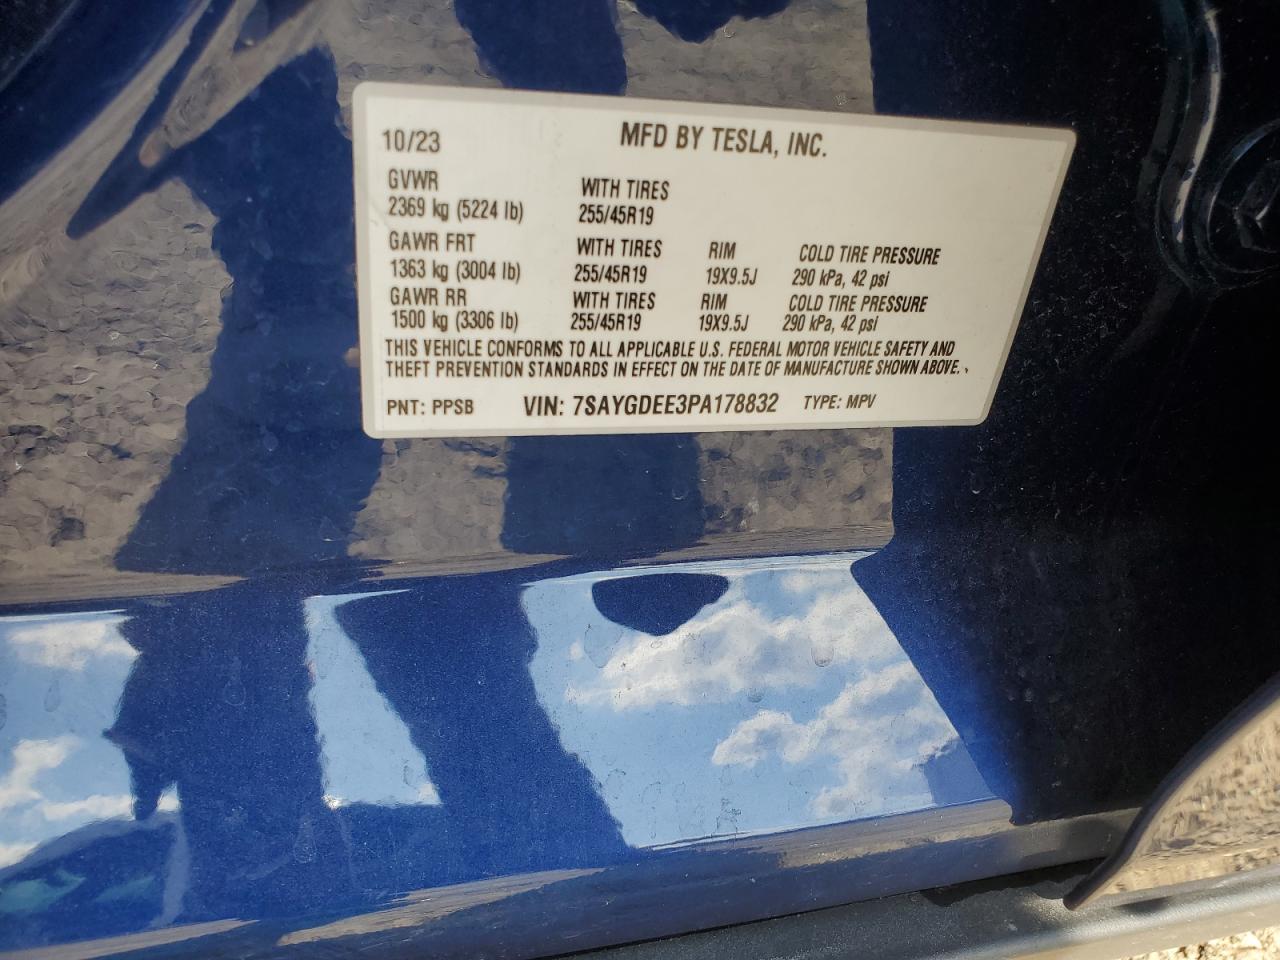 10/23 MFD BY TESLA, INC.
GVWR WITH TIRES
2369 kg (5224 lb) 255/45R19
GAWR FRT WITH TIRES RIM COLD TIRE PRESSURE
1363 kg (3004 lb) 255/45R19 19X9.5J 290 kPa, 42 psi
GAWR RR WITH TIRES RIM COLD TIRE PRESSURE
1500 kg (3306 lb) 255/45R19 19X9.5J 290 kPa, 42 psi
THIS VEHICLE CONFORMS TO ALL APPLICABLE U.S. FEDERAL MOTOR VEHICLE SAFETY AND
THEFT PREVENTION STANDARDS IN EFFECT ON THE DATE OF MANUFACTURE SHOWN ABOVE.
PNT: PPSB VIN: 7SAYGDEE3PA178832 TYPE: MPV